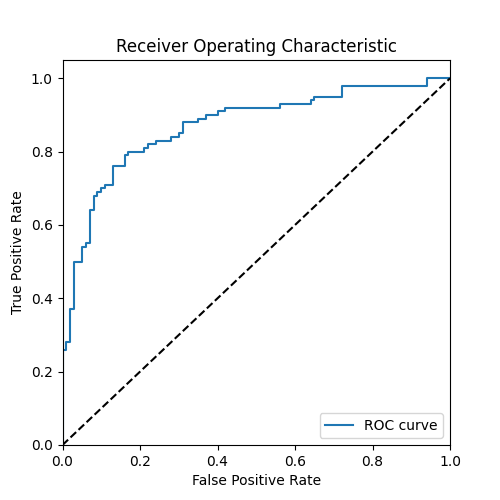 Receiver Operating Characteristic
True Positive Rate
1.0
0.8
0.6
0.4
0.2
0.0
0.0 0.2 0.4 0.6 0.8 1.0
False Positive Rate
ROC curve